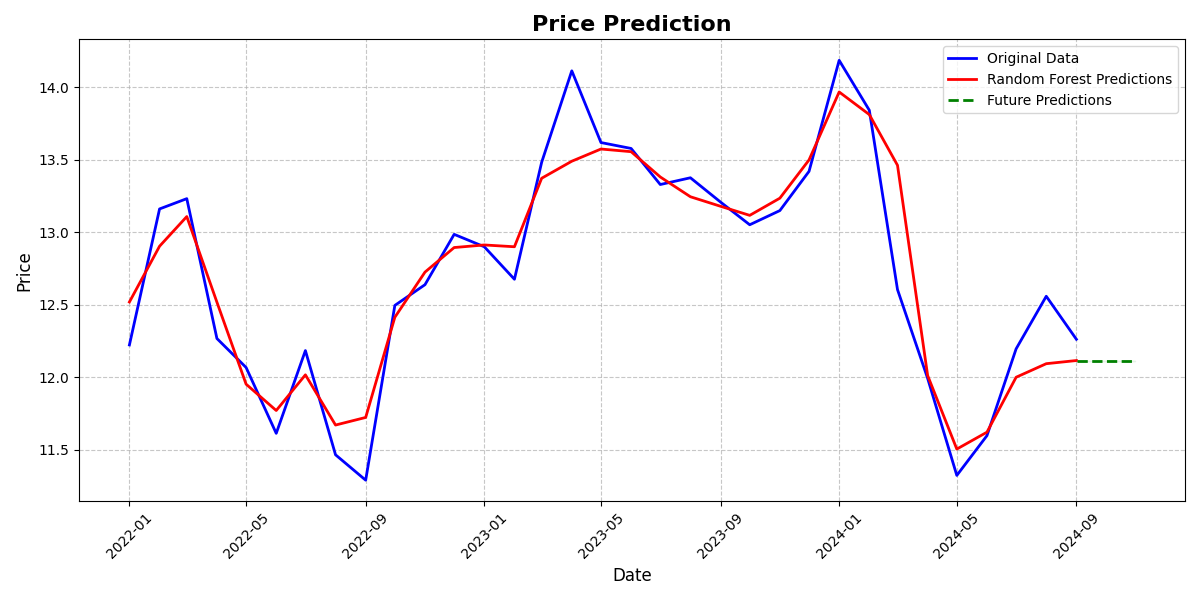 Price Prediction
Original Data
Random Forest Predictions
Future Predictions
Price
14.0
13.5
13.0
12.5
12.0
11.5
2022-01
2022-05
2022-09
2023-01
2023-05
2023-09
2024-01
2024-05
2024-09
Date